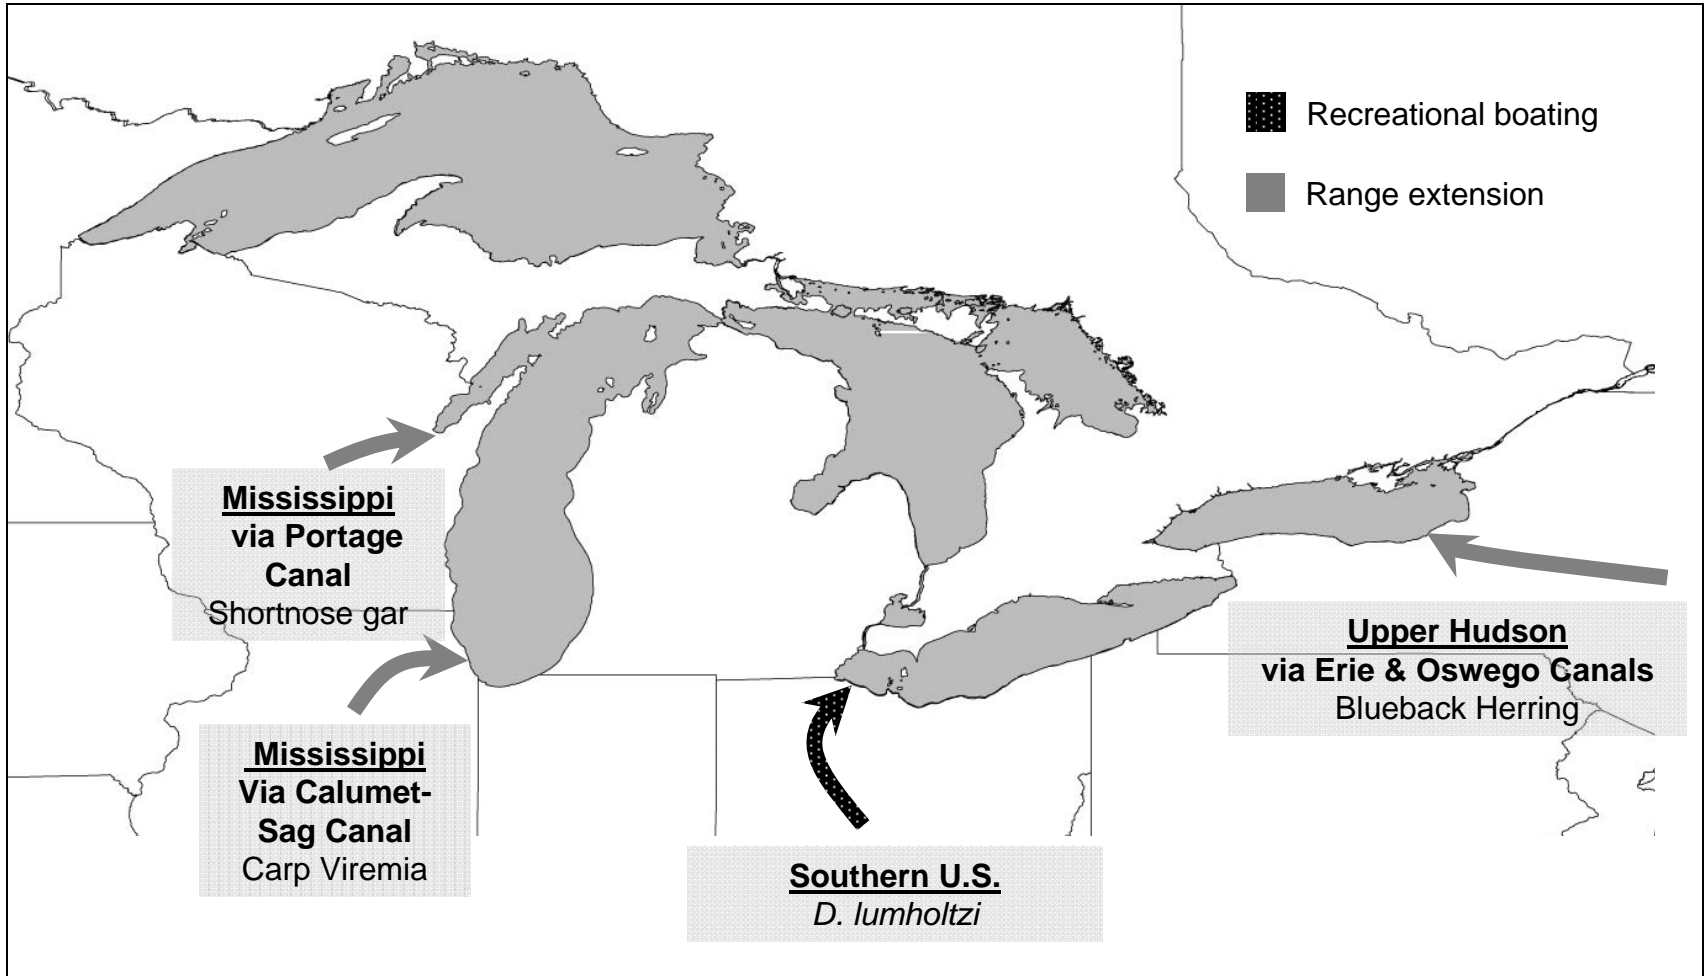 Recreational boating
Range extension
Mississippi
via Portage
Canal
Shortnose gar
Mississippi
Via Calumet-
Sag Canal
Carp Viremia
Southern U.S.
D. lumholtzi
Upper Hudson
via Erie & Oswego Canals
Blueback Herring